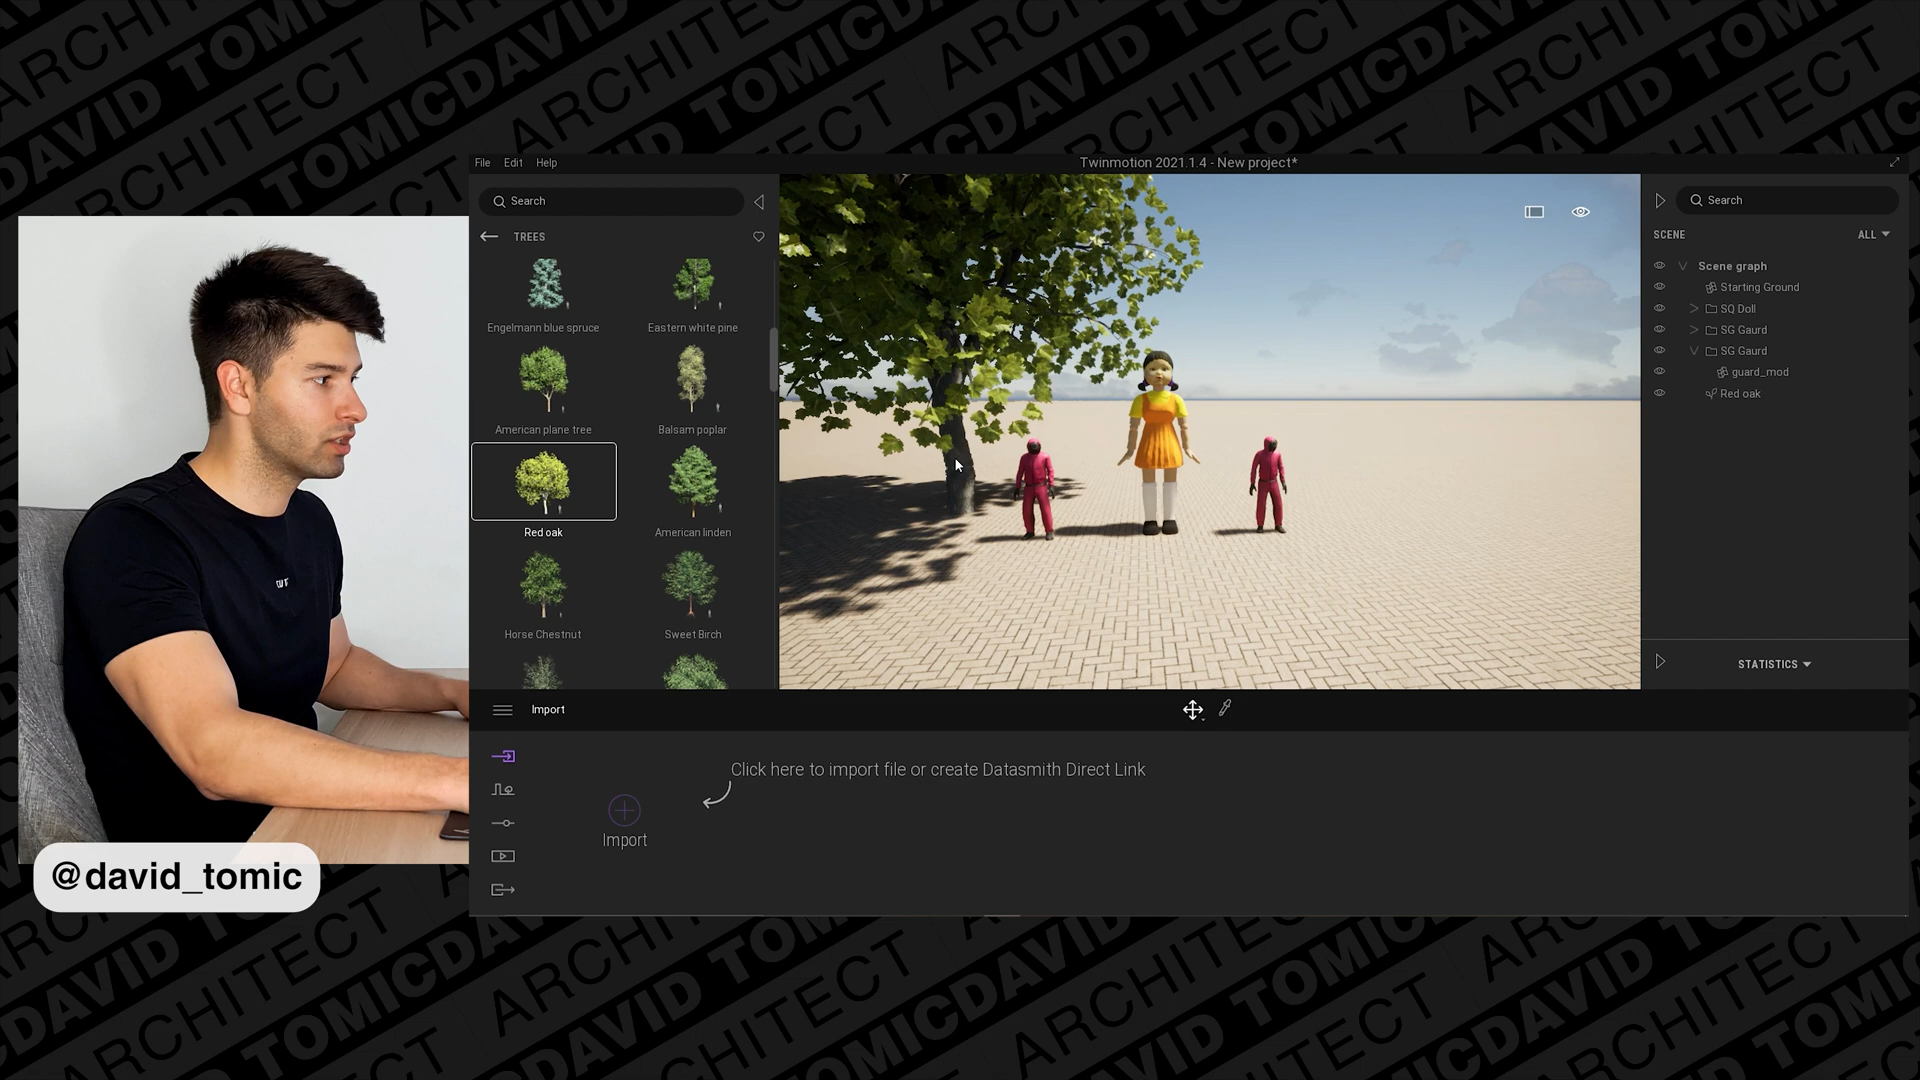 File Edit Help
Twinmotion 2021.1.4 - New project*
Search
TREES
Engelmann blue spruce
Eastern white pine
American plane tree
Balsam poplar
Red oak
American linden
Horse Chestnut
Sweet Birch
Search
SCENE
ALL
Scene graph
Starting Ground
SQ Doll
SG Gaurd
SG Gaurd
guard_mod
Red oak
STATISTICS
Import
Click here to import file or create Datasmith Direct Link
Import
@david_tomic
DAVID TOMIC
ARCHITECT